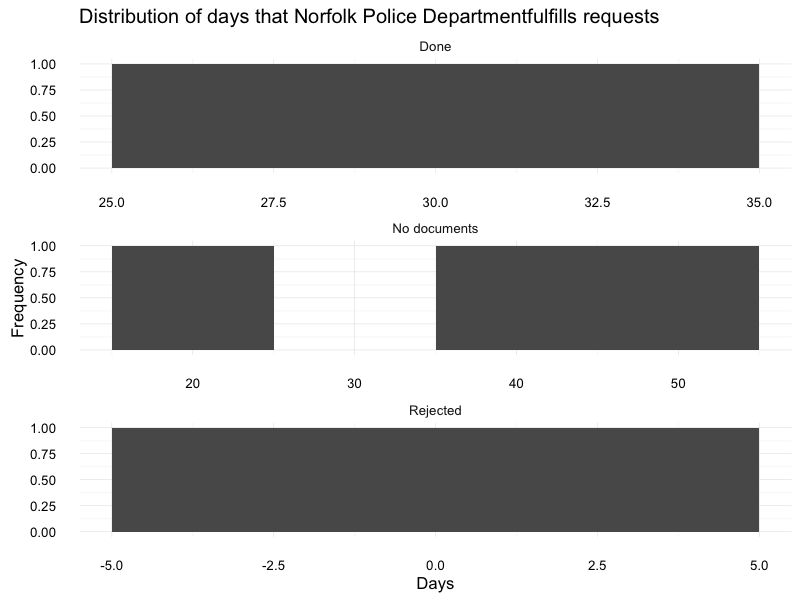 Distribution of days that Norfolk Police Departmentfulfills requests
Done
1.00
0.75
0.50
0.25
0.00
25.0 27.5 30.0 32.5 35.0
No documents
1.00
0.75
0.50
0.25
0.00
Frequency
20 30 40 50
Rejected
1.00
0.75
0.50
0.25
0.00
-5.0 -2.5 0.0 2.5 5.0
Days